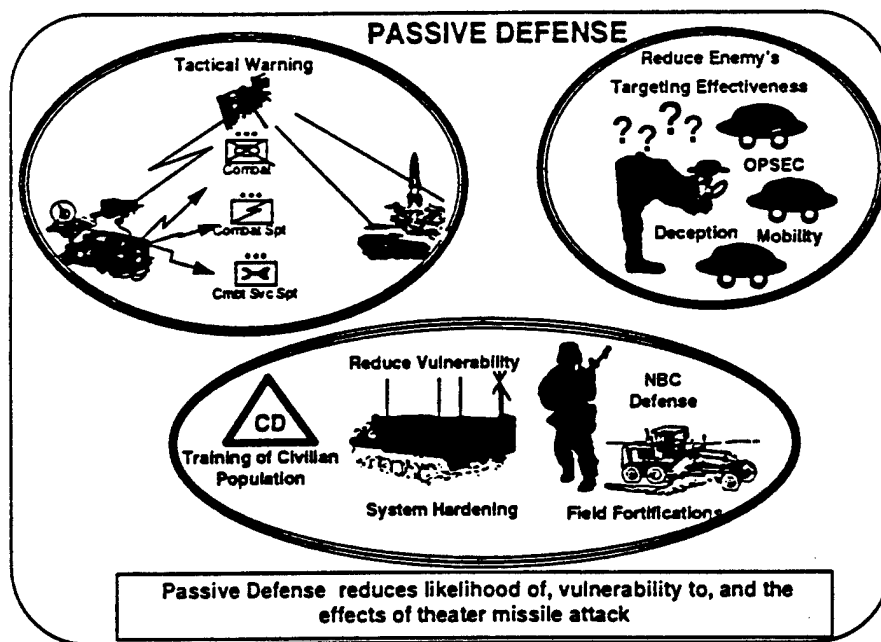 PASSIVE DEFENSE
Tactical Warning
Combat
Combat Spt
Cmbt Svc Spt
Reduce Enemy's
Targeting Effectiveness
? ? ? ?
OPSEC
Deception
Mobility
Reduce Vulnerability
CD
Training of Civilian
Population
System Hardening
NBC
Defense
Field Fortifications
Passive Defense reduces likelihood of, vulnerability to, and the
effects of theater missile attack